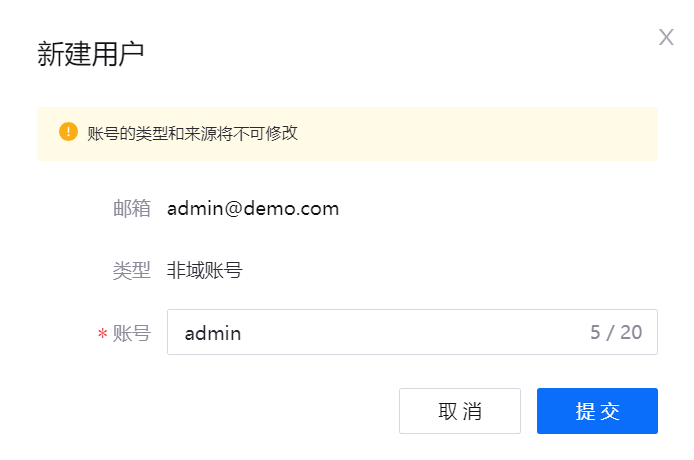 新建用户
X
账号的类型和来源将不可修改
邮箱 admin@demo.com
类型 非域账号
* 账号 admin 5 / 20
取 消 提 交